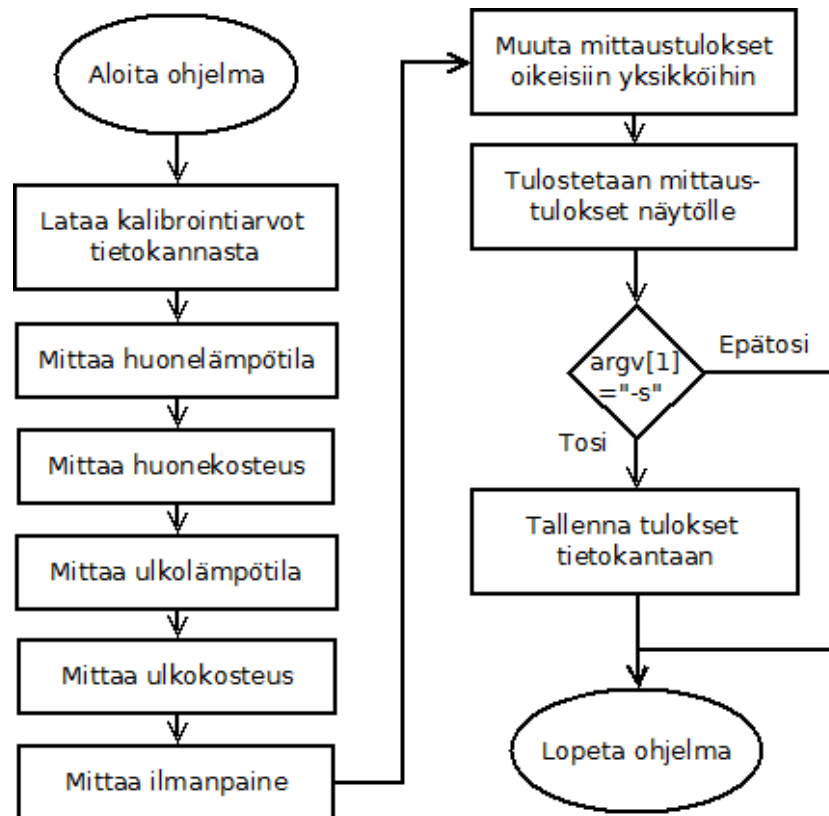 Aloita ohjelma
Lataa kalibrointiarvot
tietokannasta
Mittaa huonelämpötila
Mittaa huonekosteus
Mittaa ulkolämpötila
Mittaa ulkokosteus
Mittaa ilmanpaine
Muuta mittaustulokset
oikeisiin yksikköihin
Tulostetaan mittaus-
tulokset näytölle
argv[1]
="-s"
Epätosi
Tosi
Tallenna tulokset
tietokantaan
Lopeta ohjelma